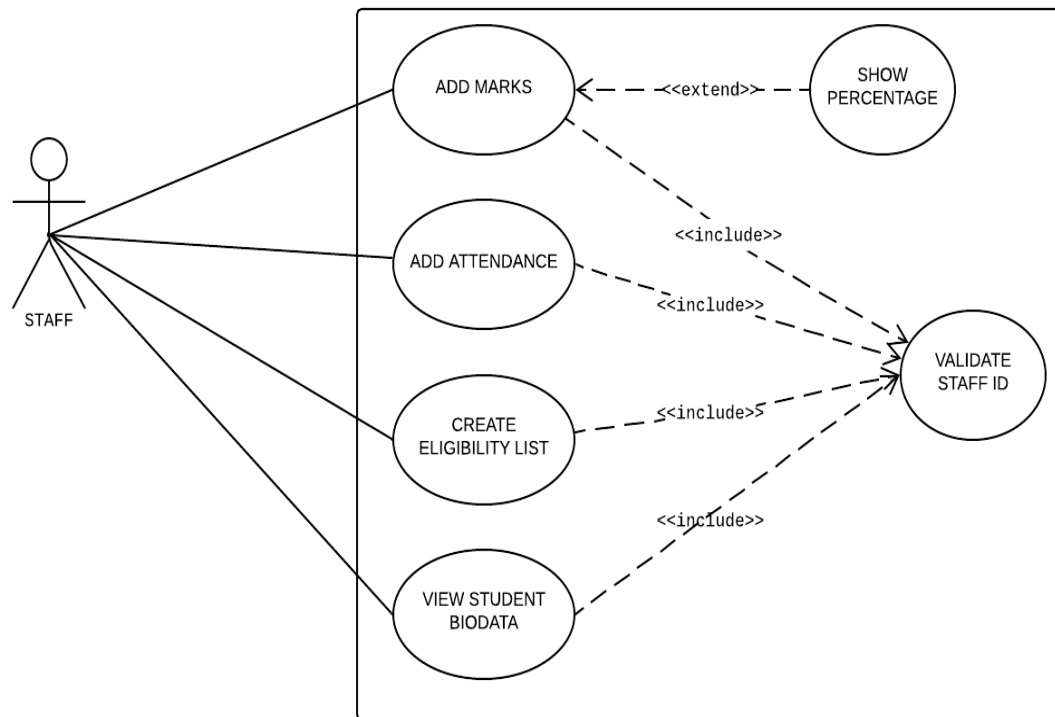 ADD MARKS
<<extend>>
SHOW
PERCENTAGE
<<include>>
ADD ATTENDANCE
<<include>>
STAFF
VALIDATE
STAFF ID
CREATE
ELIGIBILITY LIST
<<include>>
<<include>>
VIEW STUDENT
BIODATA